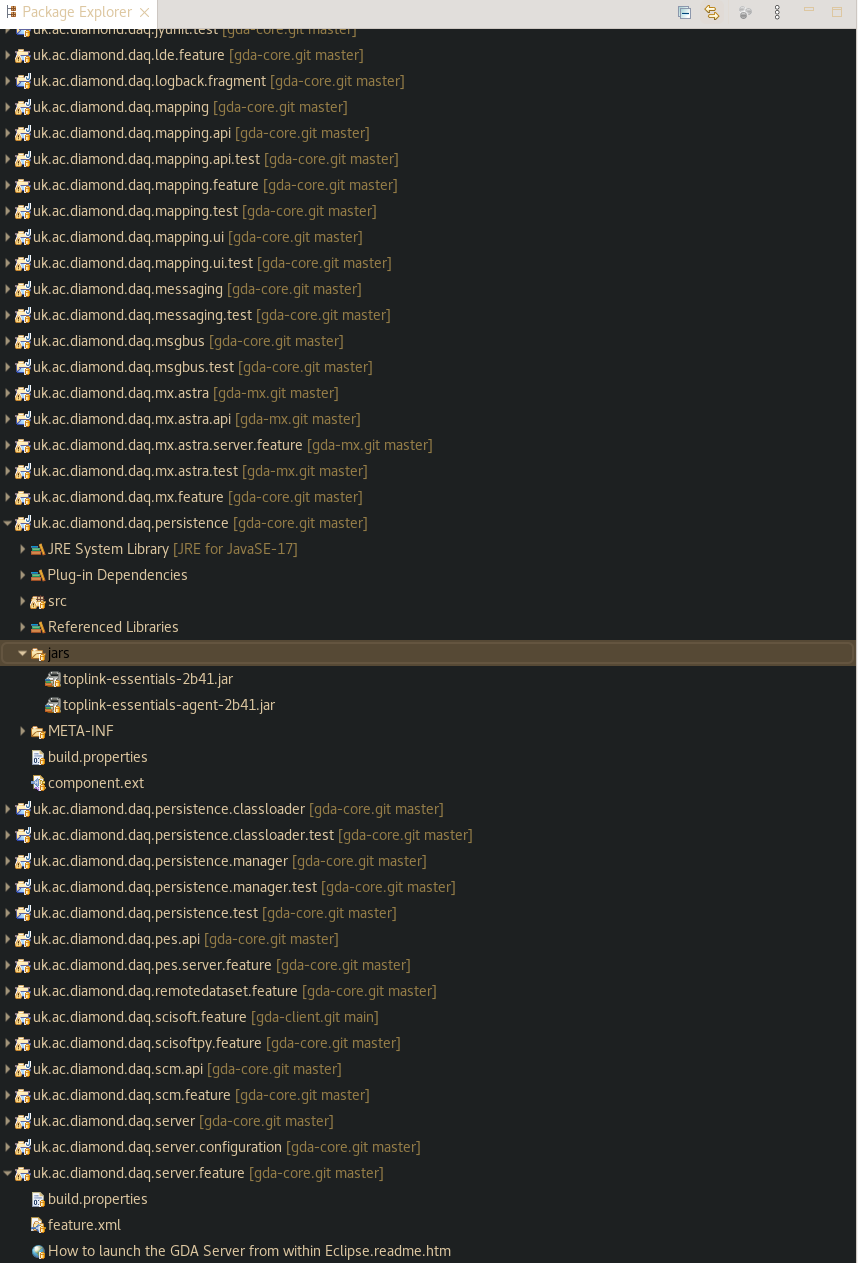 Package Explorer
uk.ac.diamond.daq.jyunit.test [gda-core.git master]
uk.ac.diamond.daq.lde.feature [gda-core.git master]
uk.ac.diamond.daq.logback.fragment [gda-core.git master]
uk.ac.diamond.daq.mapping [gda-core.git master]
uk.ac.diamond.daq.mapping.api [gda-core.git master]
uk.ac.diamond.daq.mapping.api.test [gda-core.git master]
uk.ac.diamond.daq.mapping.feature [gda-core.git master]
uk.ac.diamond.daq.mapping.test [gda-core.git master]
uk.ac.diamond.daq.mapping.ui [gda-core.git master]
uk.ac.diamond.daq.mapping.ui.test [gda-core.git master]
uk.ac.diamond.daq.messaging [gda-core.git master]
uk.ac.diamond.daq.messaging.test [gda-core.git master]
uk.ac.diamond.daq.msgbus [gda-core.git master]
uk.ac.diamond.daq.msgbus.test [gda-core.git master]
uk.ac.diamond.daq.mx.astra [gda-mx.git master]
uk.ac.diamond.daq.mx.astra.api [gda-mx.git master]
uk.ac.diamond.daq.mx.astra.server.feature [gda-mx.git master]
uk.ac.diamond.daq.mx.astra.test [gda-mx.git master]
uk.ac.diamond.daq.mx.feature [gda-core.git master]
uk.ac.diamond.daq.persistence [gda-core.git master]
JRE System Library [JRE for JavaSE-17]
Plug-in Dependencies
src
Referenced Libraries
jars
toplink-essentials-2b41.jar
toplink-essentials-agent-2b41.jar
META-INF
build.properties
component.ext
uk.ac.diamond.daq.persistence.classloader [gda-core.git master]
uk.ac.diamond.daq.persistence.classloader.test [gda-core.git master]
uk.ac.diamond.daq.persistence.manager [gda-core.git master]
uk.ac.diamond.daq.persistence.manager.test [gda-core.git master]
uk.ac.diamond.daq.persistence.test [gda-core.git master]
uk.ac.diamond.daq.pes.api [gda-core.git master]
uk.ac.diamond.daq.pes.server.feature [gda-core.git master]
uk.ac.diamond.daq.remotedataset.feature [gda-core.git master]
uk.ac.diamond.daq.scisoft.feature [gda-client.git main]
uk.ac.diamond.daq.scisoftpy.feature [gda-core.git master]
uk.ac.diamond.daq.scm.api [gda-core.git master]
uk.ac.diamond.daq.scm.feature [gda-core.git master]
uk.ac.diamond.daq.server [gda-core.git master]
uk.ac.diamond.daq.server.configuration [gda-core.git master]
uk.ac.diamond.daq.server.feature [gda-core.git master]
build.properties
feature.xml
How to launch the GDA Server from within Eclipse.readme.htm